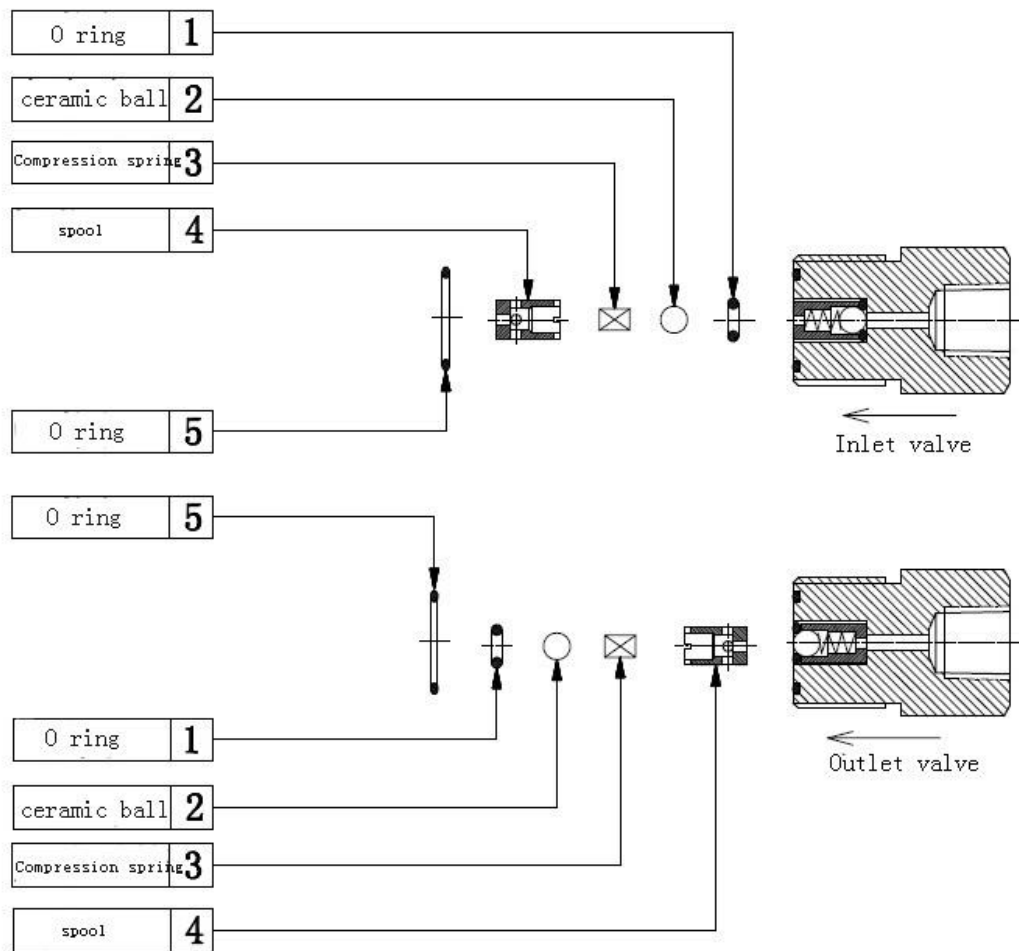 O ring 1
ceramic ball 2
Compression spring 3
spool 4
O ring 5
Inlet valve
O ring 5
O ring 1
Outlet valve
ceramic ball 2
Compression spring 3
spool 4